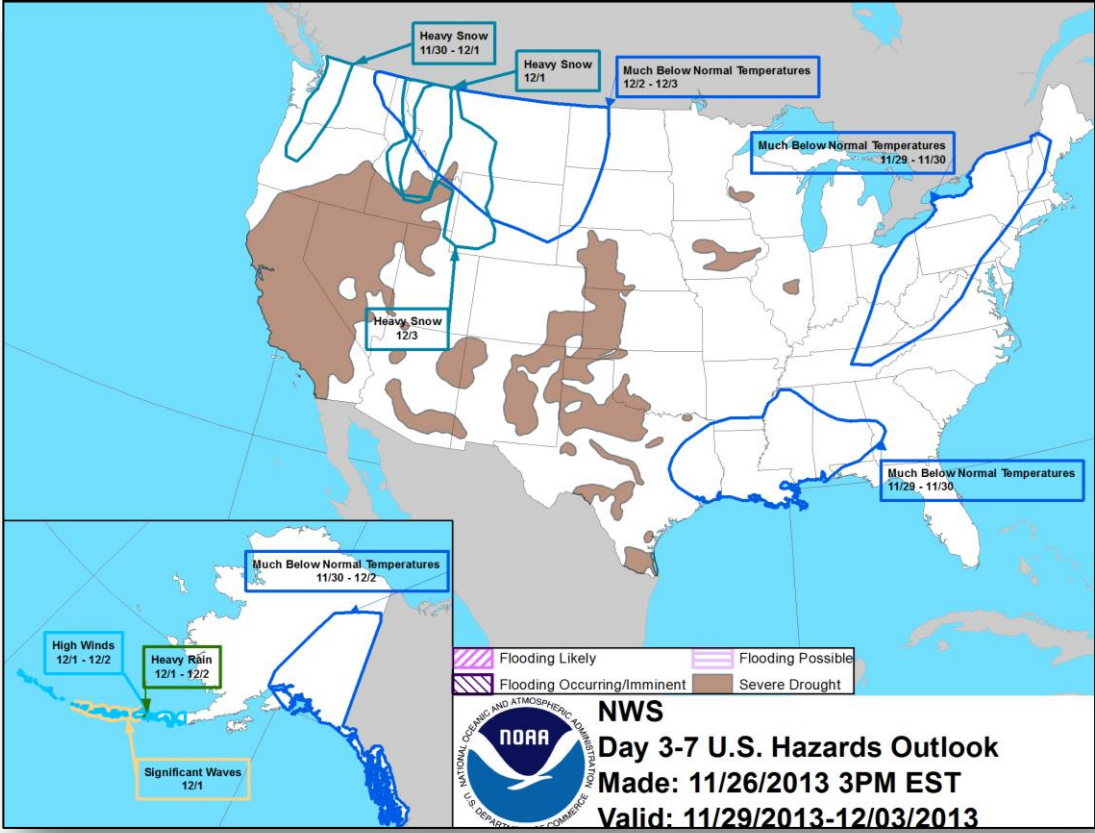 Heavy Snow
11/30 - 12/1
Heavy Snow
12/1
Much Below Normal Temperatures
12/2 - 12/3
Much Below Normal Temperatures
11/29 - 11/30
Heavy Snow
12/3
Much Below Normal Temperatures
11/29 - 11/30
Much Below Normal Temperatures
11/30 - 12/2
High Winds
12/1 - 12/2
Heavy Rain
12/1 - 12/2
Significant Waves
12/1
Flooding Likely
Flooding Possible
Flooding Occurring/Imminent
Severe Drought
NATIONAL OCEANIC AND ATMOSPHERIC ADMINISTRATION
NOAA
U.S. DEPARTMENT OF COMMERCE
NWS
Day 3-7 U.S. Hazards Outlook
Made: 11/26/2013 3PM EST
Valid: 11/29/2013-12/03/2013